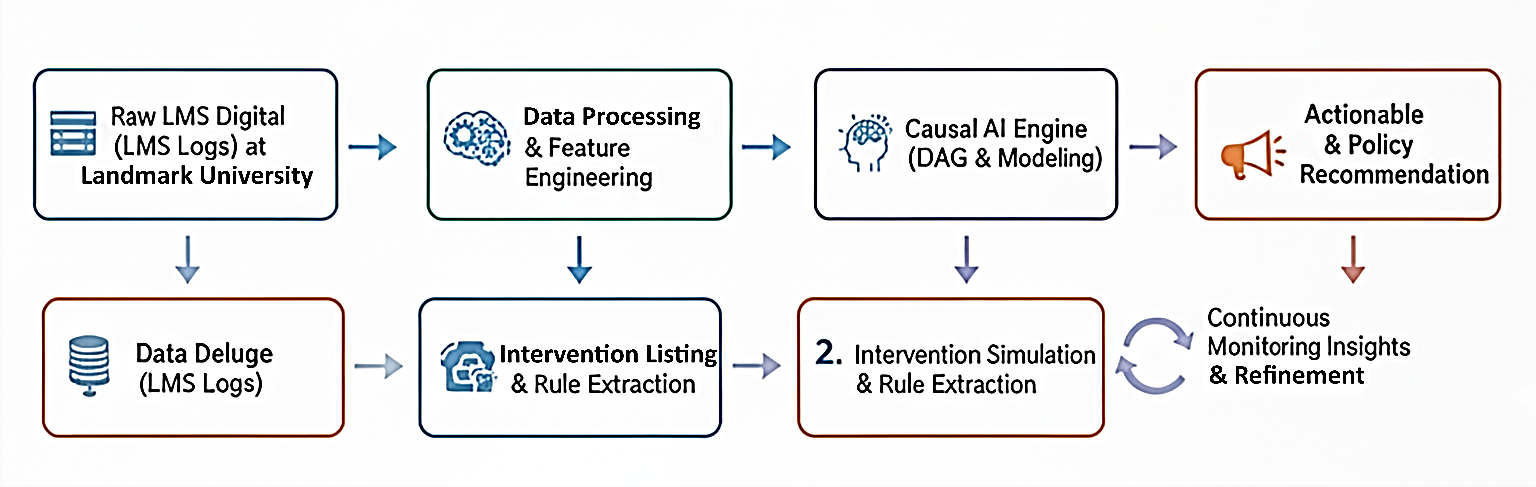 Raw LMS Digital
(LMS Logs) at
Landmark University
Data Processing
& Feature
Engineering
Causal AI Engine
(DAG & Modeling)
Actionable
& Policy
Recommendation
Data Deluge
(LMS Logs)
Intervention Listing
& Rule Extraction
2. Intervention Simulation
& Rule Extraction
Continuous
Monitoring Insights
& Refinement